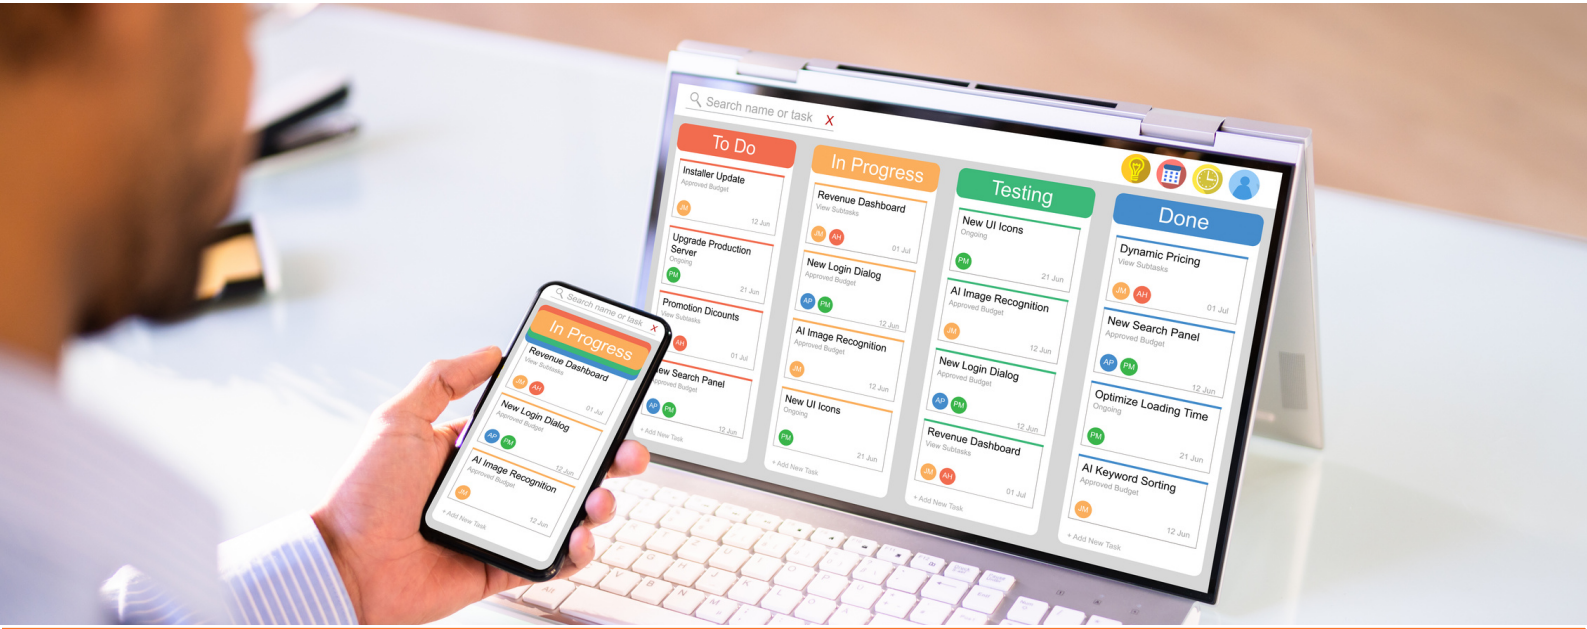 Search name or task X
To Do
Installer Update
Approved Budget
JM
12 Jun
Upgrade Production
Server
Ongoing
PM
21 Jun
Promotion Dicounts
View Subtasks
AH
01 Jul
ew Search Panel
Approved Budget
AP PM
12 Jun
+ Add New Task
In Progress
Revenue Dashboard
View Subtasks
JM AH
01 Jul
New Login Dialog
Approved Budget
AP PM
12 Jun
AI Image Recognition
Approved Budget
JM
12 Jun
New UI Icons
Ongoing
PM
21 Jun
+ Add New Task
Testing
New UI Icons
Ongoing
PM
21 Jun
AI Image Recognition
Approved Budget
JM
12 Jun
New Login Dialog
Approved Budget
AP PM
12 Jun
Revenue Dashboard
View Subtasks
JM AH
01 Jul
+ Add New Task
Done
Dynamic Pricing
View Subtasks
JM AH
01 Jul
New Search Panel
Approved Budget
AP PM
12 Jun
Optimize Loading Time
Ongoing
PM
21 Jun
AI Keyword Sorting
Approved Budget
JM
12 Jun
+ Add New Task
Search name or task X
In Progress
Revenue Dashboard
View Subtasks
JM AH
01 Jul
New Login Dialog
Approved Budget
AP PM
12 Jun
AI Image Recognition
Approved Budget
JM
12 Jun
+ Add New Task